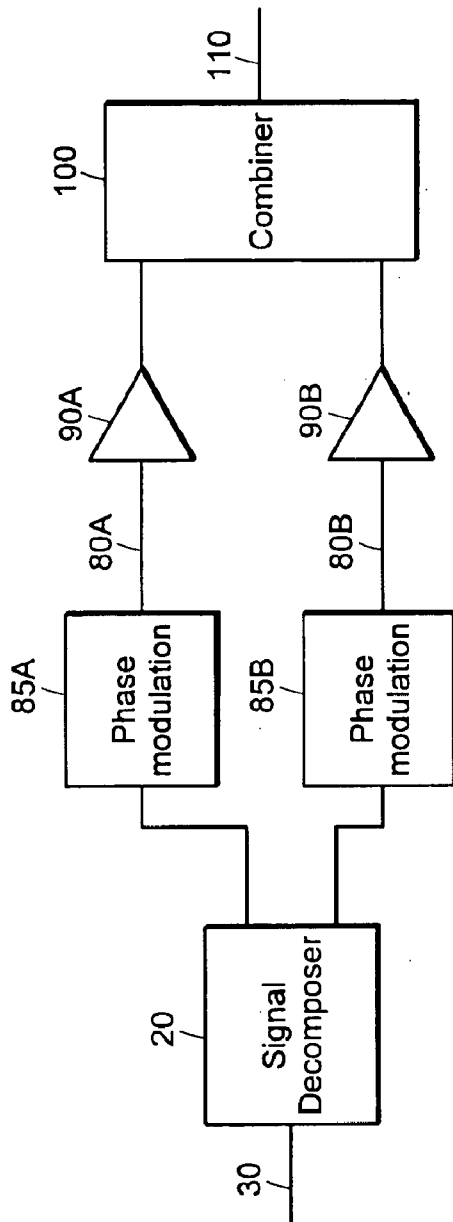 30
20
Signal
Decomposer
85A
Phase
modulation
80A
90A
85B
Phase
modulation
80B
90B
100
Combiner
110